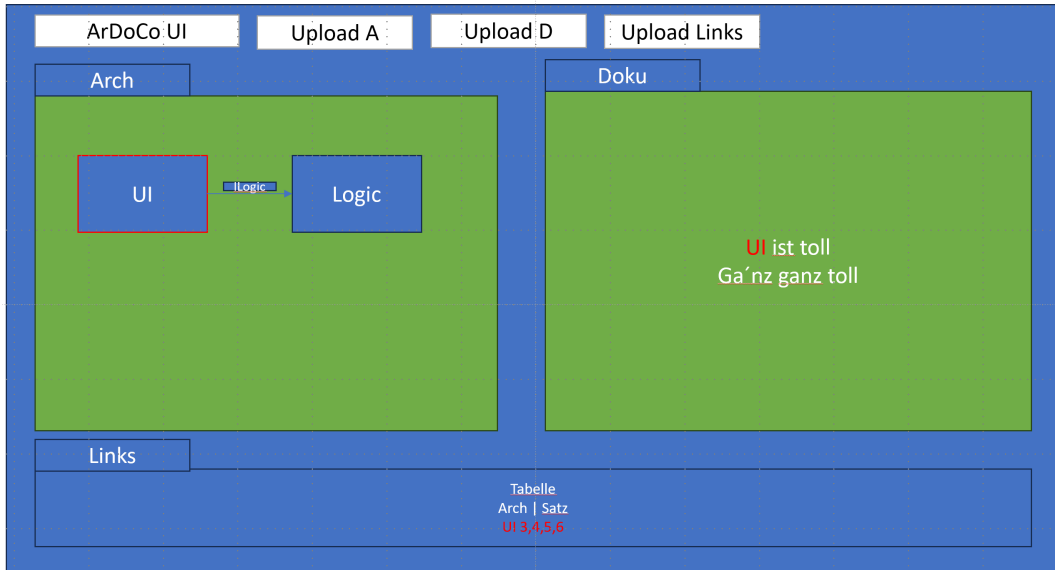 ArDoCo UI
Upload A
Upload D
Upload Links
Arch
Doku
UI
ILogic
Logic
UI ist toll
Ga´nz ganz toll
Links
Tabelle
Arch | Satz
UI 3,4,5,6